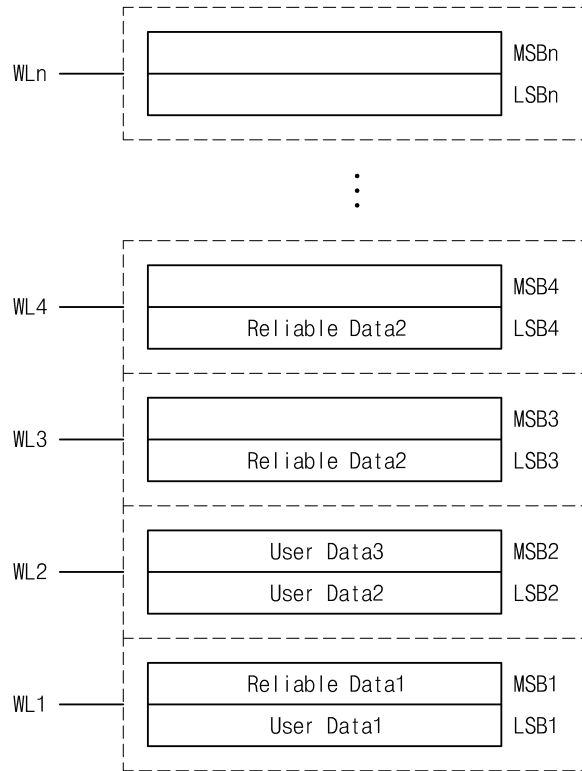 MSBn
WLn
LSBn
MSB4
WL4
Reliable Data2 LSB4
MSB3
WL3
Reliable Data2 LSB3
User Data3 MSB2
WL2
User Data2 LSB2
Reliable Data1 MSB1
WL1
User Data1 LSB1